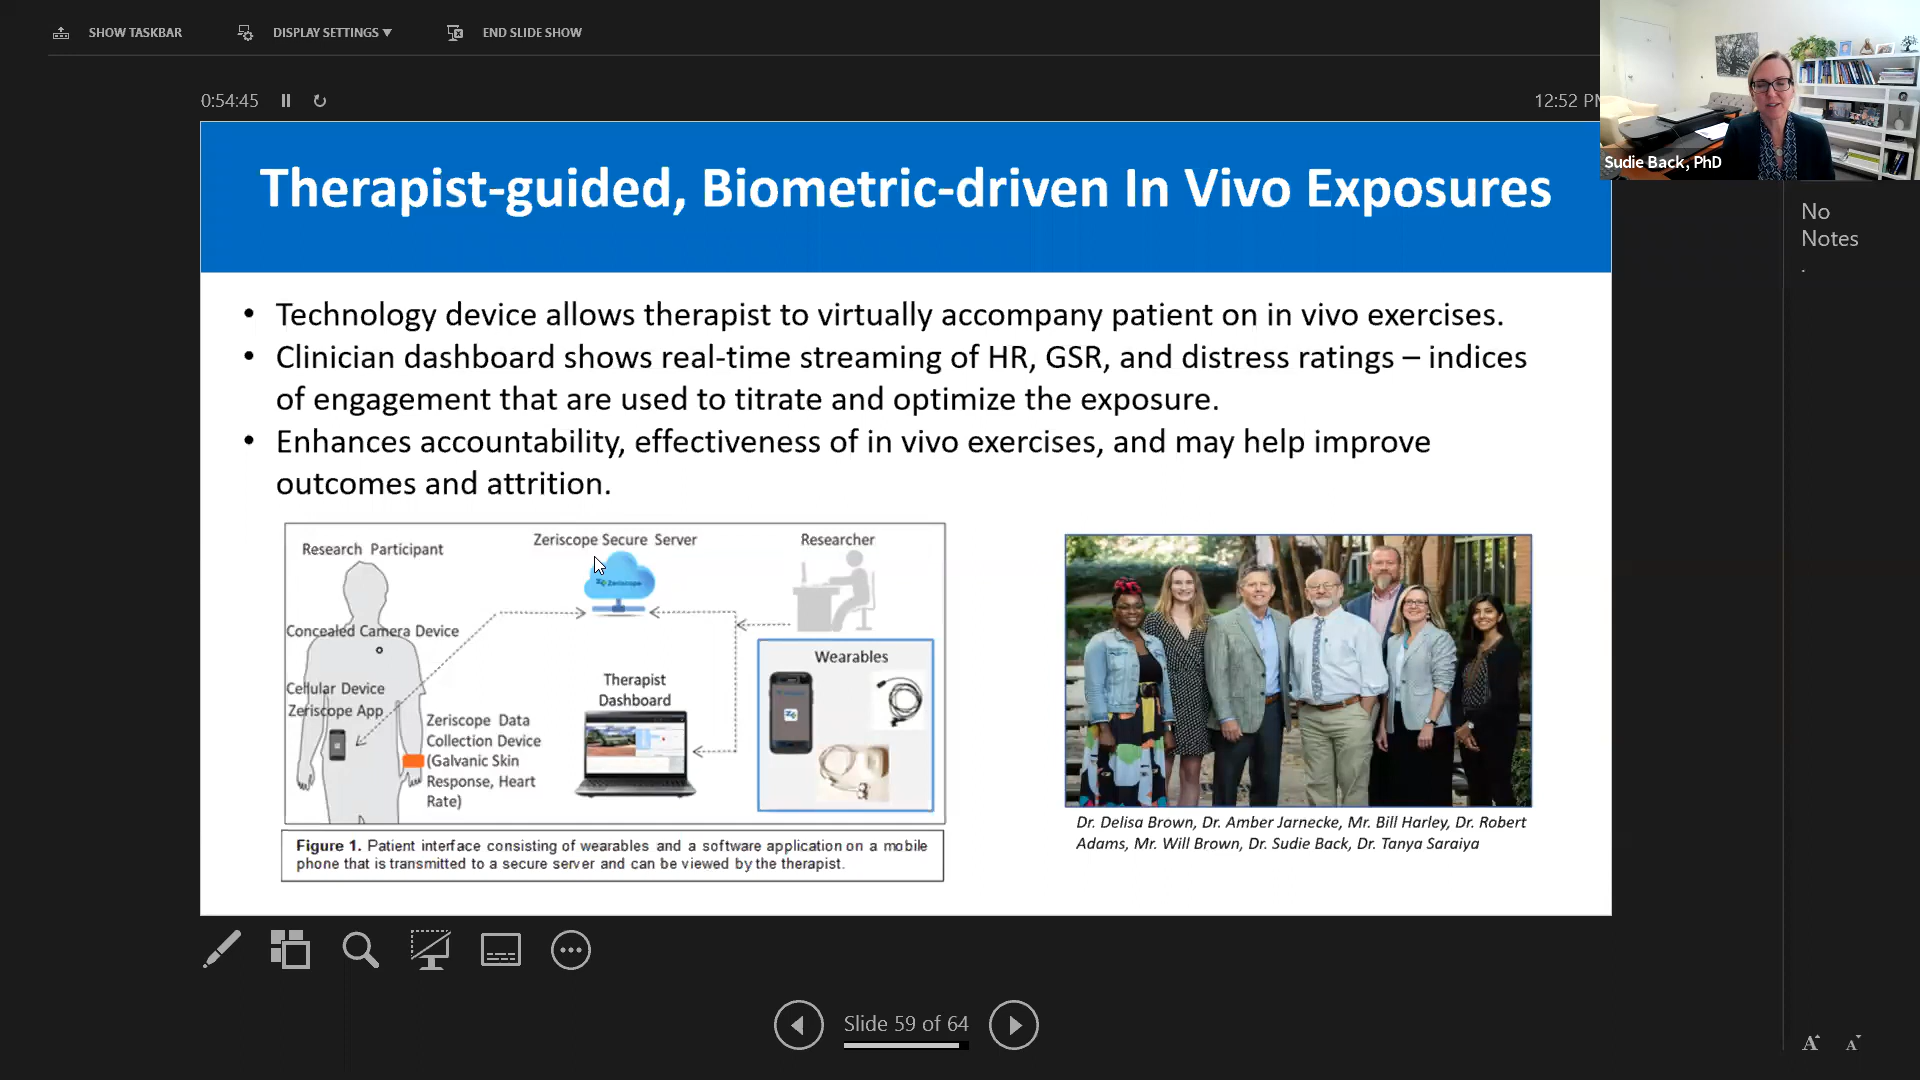 SHOW TASKBAR
DISPLAY SETTINGS ▼
END SLIDE SHOW
0:54:45
12:52 P
Sudie Back, PhD
No
Notes
.
Therapist-guided, Biometric-driven In Vivo Exposures
• Technology device allows therapist to virtually accompany patient on in vivo exercises.
• Clinician dashboard shows real-time streaming of HR, GSR, and distress ratings – indices
of engagement that are used to titrate and optimize the exposure.
• Enhances accountability, effectiveness of in vivo exercises, and may help improve
outcomes and attrition.
Research Participant
Zeriscope Secure Server
Researcher
Zeriscope
Concealed Camera Device
Cellular Device
Zeriscope App
Zeriscope Data
Collection Device
(Galvanic Skin
Response, Heart
Rate)
Therapist
Dashboard
Wearables
Figure 1. Patient interface consisting of wearables and a software application on a mobile
phone that is transmitted to a secure server and can be viewed by the therapist.
Dr. Delisa Brown, Dr. Amber Jarnecke, Mr. Bill Harley, Dr. Robert
Adams, Mr. Will Brown, Dr. Sudie Back, Dr. Tanya Saraiya
Slide 59 of 64
A A